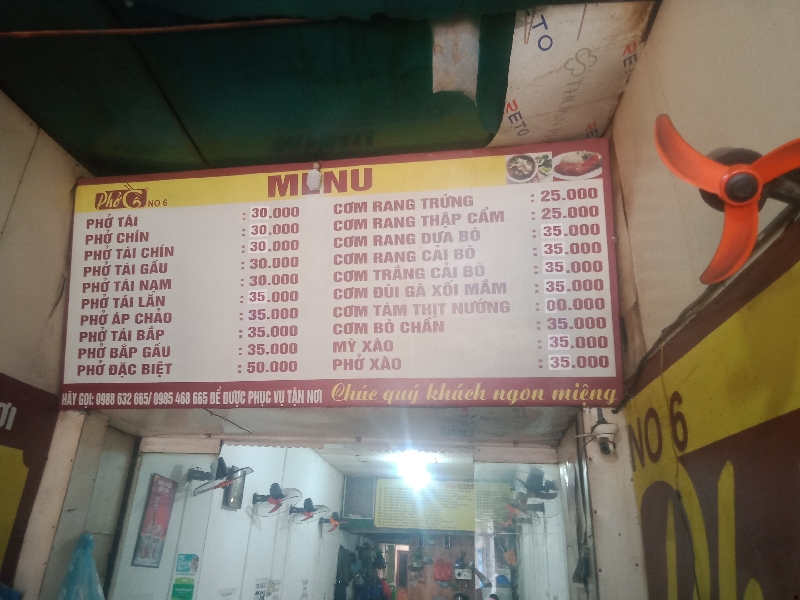 RETO
RETO
RETO
Phở Cồ NO 6
MENU
PHỞ TÁI : 30.000
PHỞ CHÍN : 30.000
PHỞ TÁI CHÍN : 30.000
PHỞ TÁI GẦU : 30.000
PHỞ TÁI NẠM : 30.000
PHỞ TÁI LĂN : 35.000
PHỞ ÁP CHẢO : 35.000
PHỞ TÁI BẮP : 35.000
PHỞ BẮP GẦU : 35.000
PHỞ ĐẶC BIỆT : 50.000
CƠM RANG TRỨNG : 25.000
CƠM RANG THẬP CẨM : 25.000
CƠM RANG DƯA BÒ : 35.000
CƠM RANG CẢI BÒ : 35.000
CƠM TRẮNG CẢI BÒ : 35.000
CƠM ĐÙI GÀ XỐI MẮM : 35.000
CƠM TÁM THỊT NƯỚNG : 00.000
CƠM BÒ CHẦN : 35.000
MỲ XÀO : 35.000
PHỞ XÀO : 35.000
HÃY GỌI: 0988 632 665/ 0985 468 665 ĐỂ ĐƯỢC PHỤC VỤ TẬN NƠI
Chúc quý khách ngon miệng
NO 6